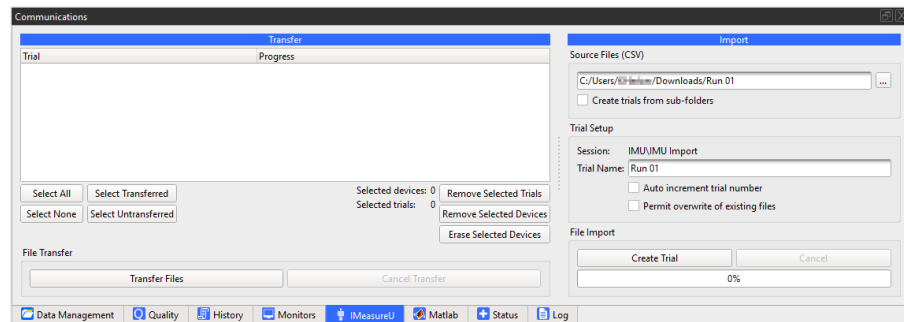 Communications
Transfer
Trial
Progress
Select All
Select Transferred
Select None
Select Untransferred
Selected devices: 0
Selected trials: 0
Remove Selected Trials
Remove Selected Devices
Erase Selected Devices
File Transfer
Transfer Files
Cancel Transfer
Import
Source Files (CSV)
C:/Users/ /Downloads/Run 01
...
Create trials from sub-folders
Trial Setup
Session: IMU\IMU Import
Trial Name: Run 01
Auto increment trial number
Permit overwrite of existing files
File Import
Create Trial
Cancel
0%
Data Management
Quality
History
Monitors
IMeasureU
Matlab
Status
Log